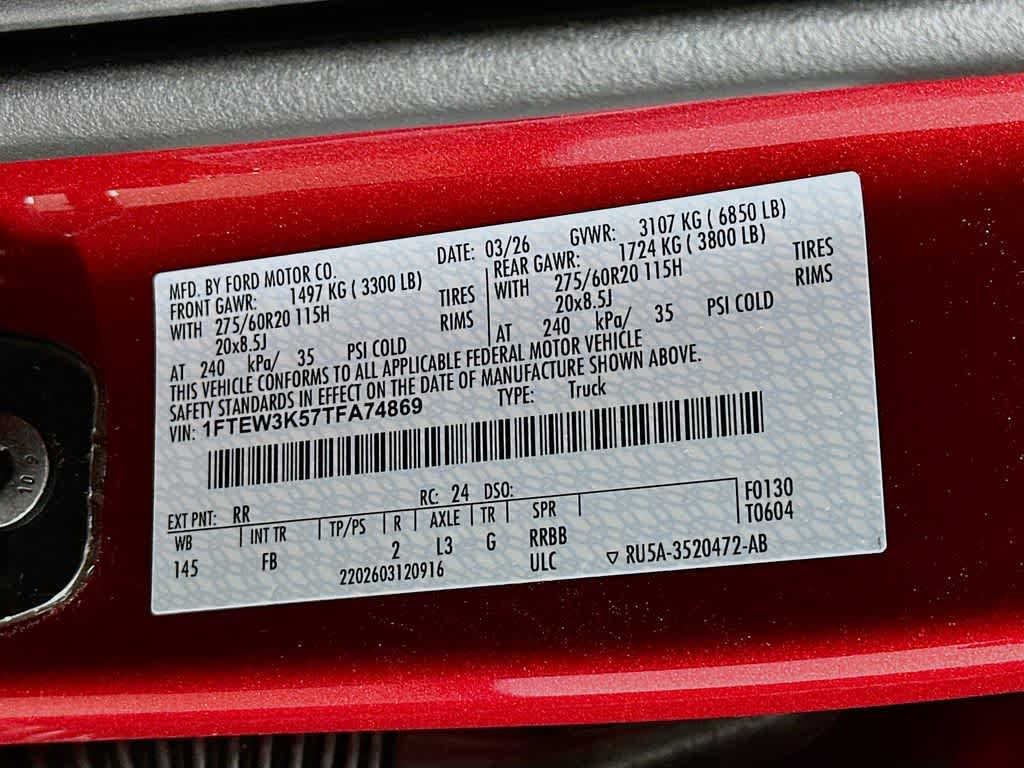 MFD. BY FORD MOTOR CO. DATE: 03/26 GVWR: 3107 KG ( 6850 LB)
FRONT GAWR: 1497 KG ( 3300 LB) REAR GAWR: 1724 KG ( 3800 LB)
WITH 275/60R20 115H TIRES WITH 275/60R20 115H TIRES
20x8.5J RIMS 20x8.5J RIMS
AT 240 kPa/ 35 PSI COLD AT 240 kPa/ 35 PSI COLD
THIS VEHICLE CONFORMS TO ALL APPLICABLE FEDERAL MOTOR VEHICLE
SAFETY STANDARDS IN EFFECT ON THE DATE OF MANUFACTURE SHOWN ABOVE.
VIN: 1FTEW3K57TFA74869 TYPE: Truck
EXT PNT: RR RC: 24 DSO:
WB INT TR TP/PS R AXLE TR SPR F0130
145 FB 2 L3 G RRBB T0604
2202603120916 ULC RU5A-3520472-AB
10.9